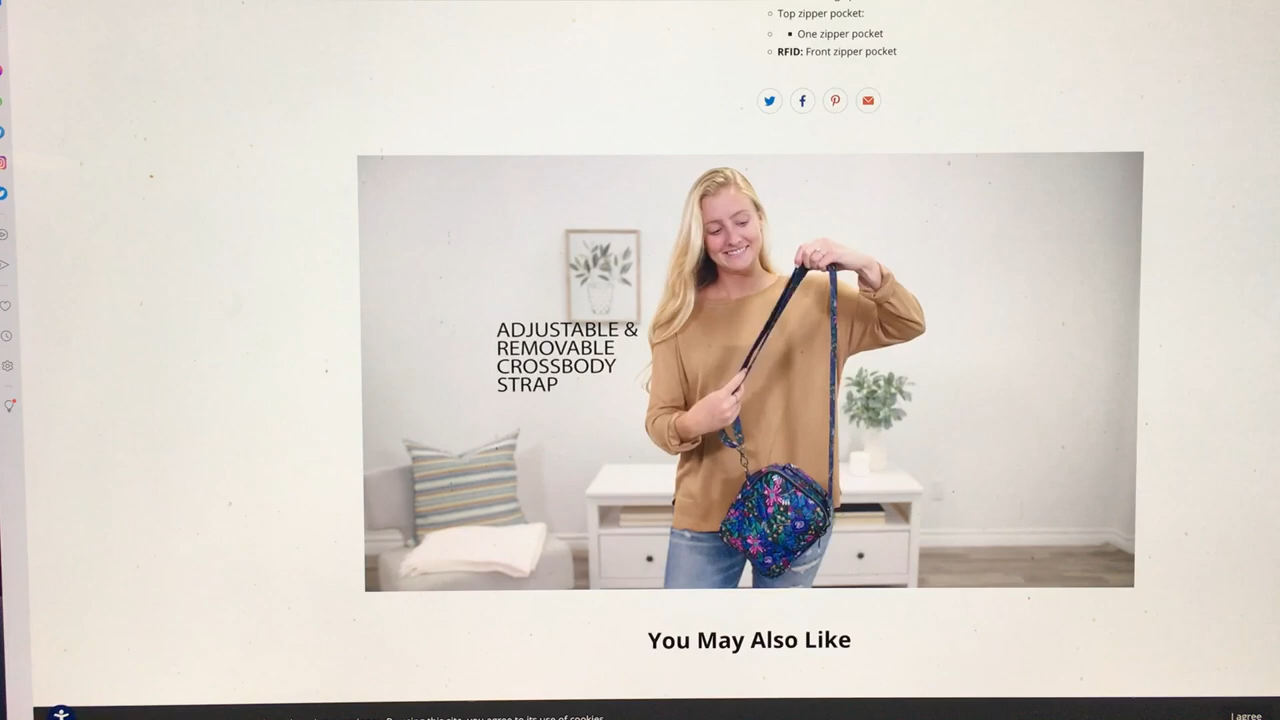 Top zipper pocket:
One zipper pocket
RFID: Front zipper pocket
ADJUSTABLE &
REMOVABLE
CROSSBODY
STRAP
You May Also Like
you agree to its use of cookies
I agree